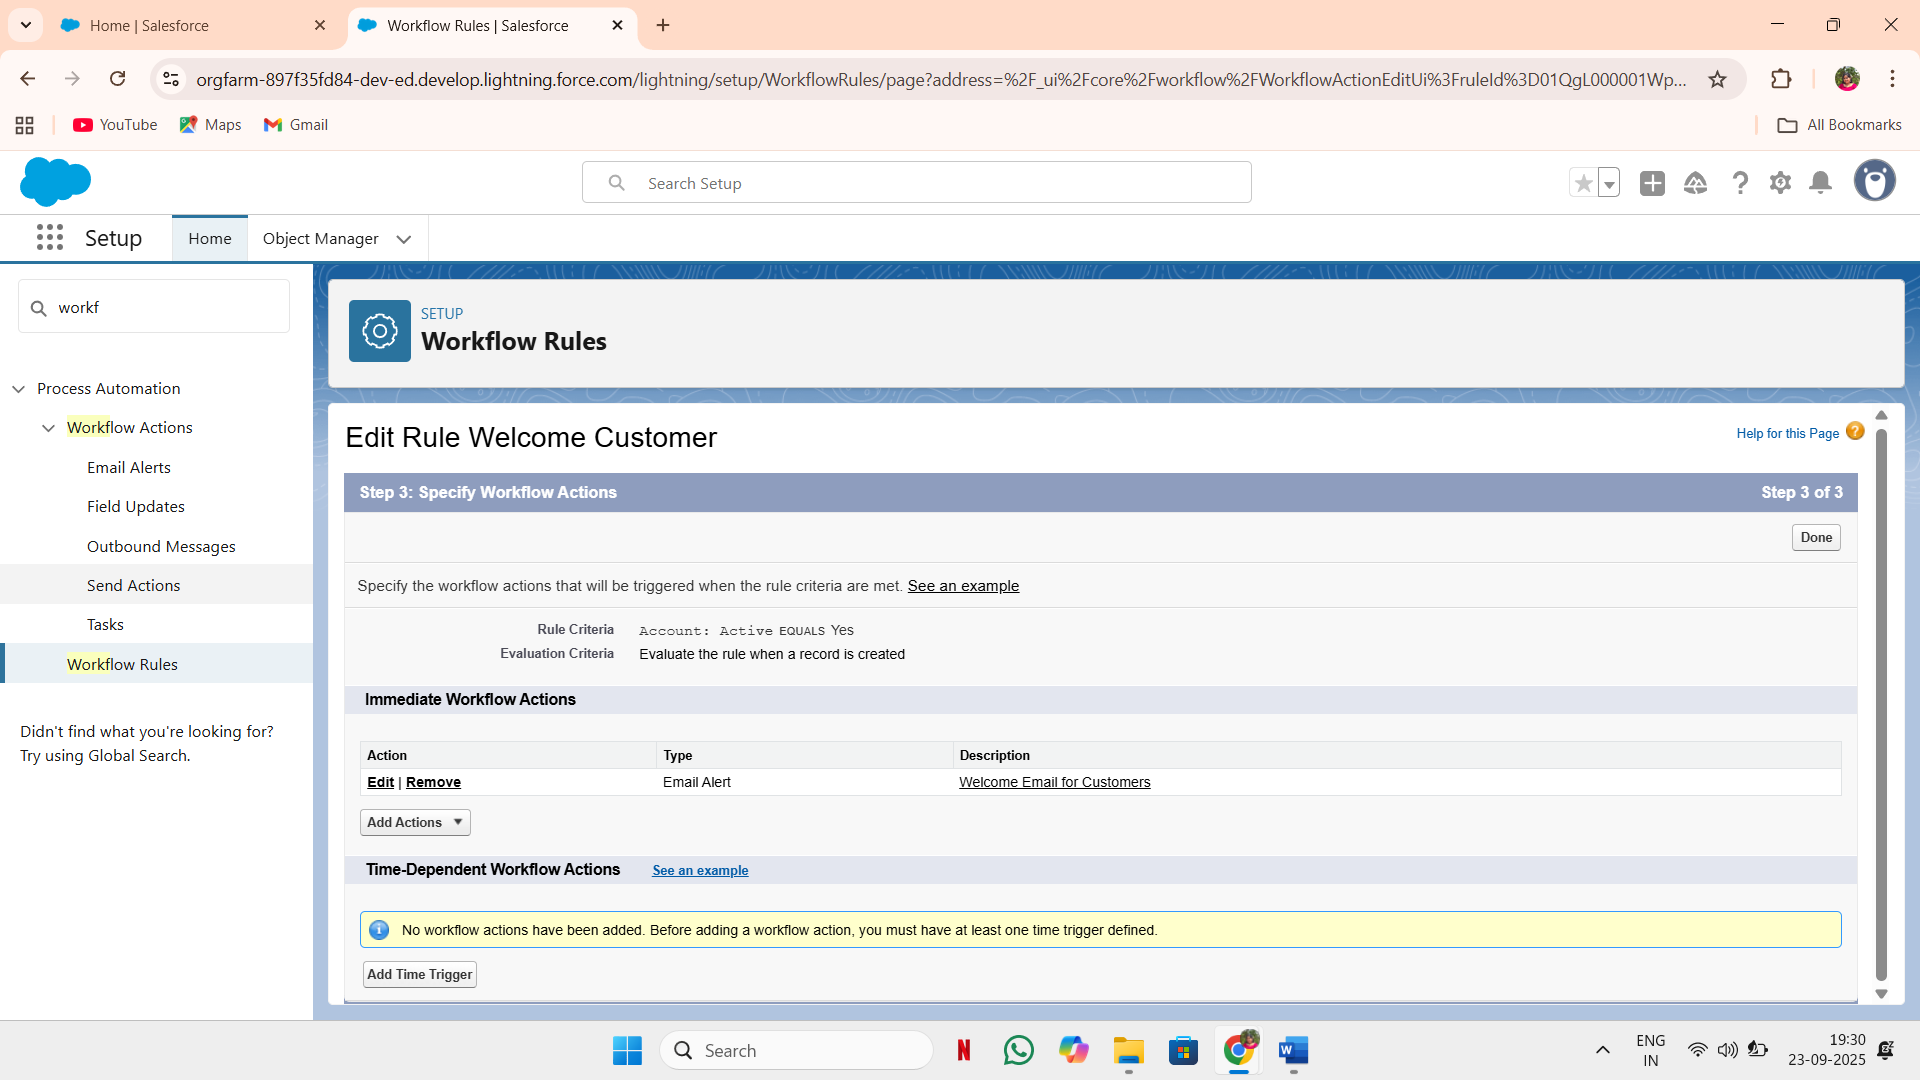 Home | Salesforce
Workflow Rules | Salesforce
orgfarm-897f35fd84-dev-ed.develop.lightning.force.com/lightning/setup/WorkflowRules/page?address=%2F_ui%2Fcore%2Fworkflow%2FWorkflowActionEditUi%3FruleId%3D01QgL000001Wp...
YouTube
Maps
Gmail
All Bookmarks
Search Setup
Setup
Home
Object Manager
workf
Process Automation
Workflow Actions
Email Alerts
Field Updates
Outbound Messages
Send Actions
Tasks
Workflow Rules
Didn't find what you're looking for?
Try using Global Search.
SETUP
Workflow Rules
Edit Rule Welcome Customer
Help for this Page
Step 3: Specify Workflow Actions
Step 3 of 3
Done
Specify the workflow actions that will be triggered when the rule criteria are met. See an example
Rule Criteria Account: Active EQUALS Yes
Evaluation Criteria Evaluate the rule when a record is created
Immediate Workflow Actions
Action Type Description
Edit | Remove Email Alert Welcome Email for Customers
Add Actions
Time-Dependent Workflow Actions See an example
No workflow actions have been added. Before adding a workflow action, you must have at least one time trigger defined.
Add Time Trigger
Search
ENG
IN
19:30
23-09-2025